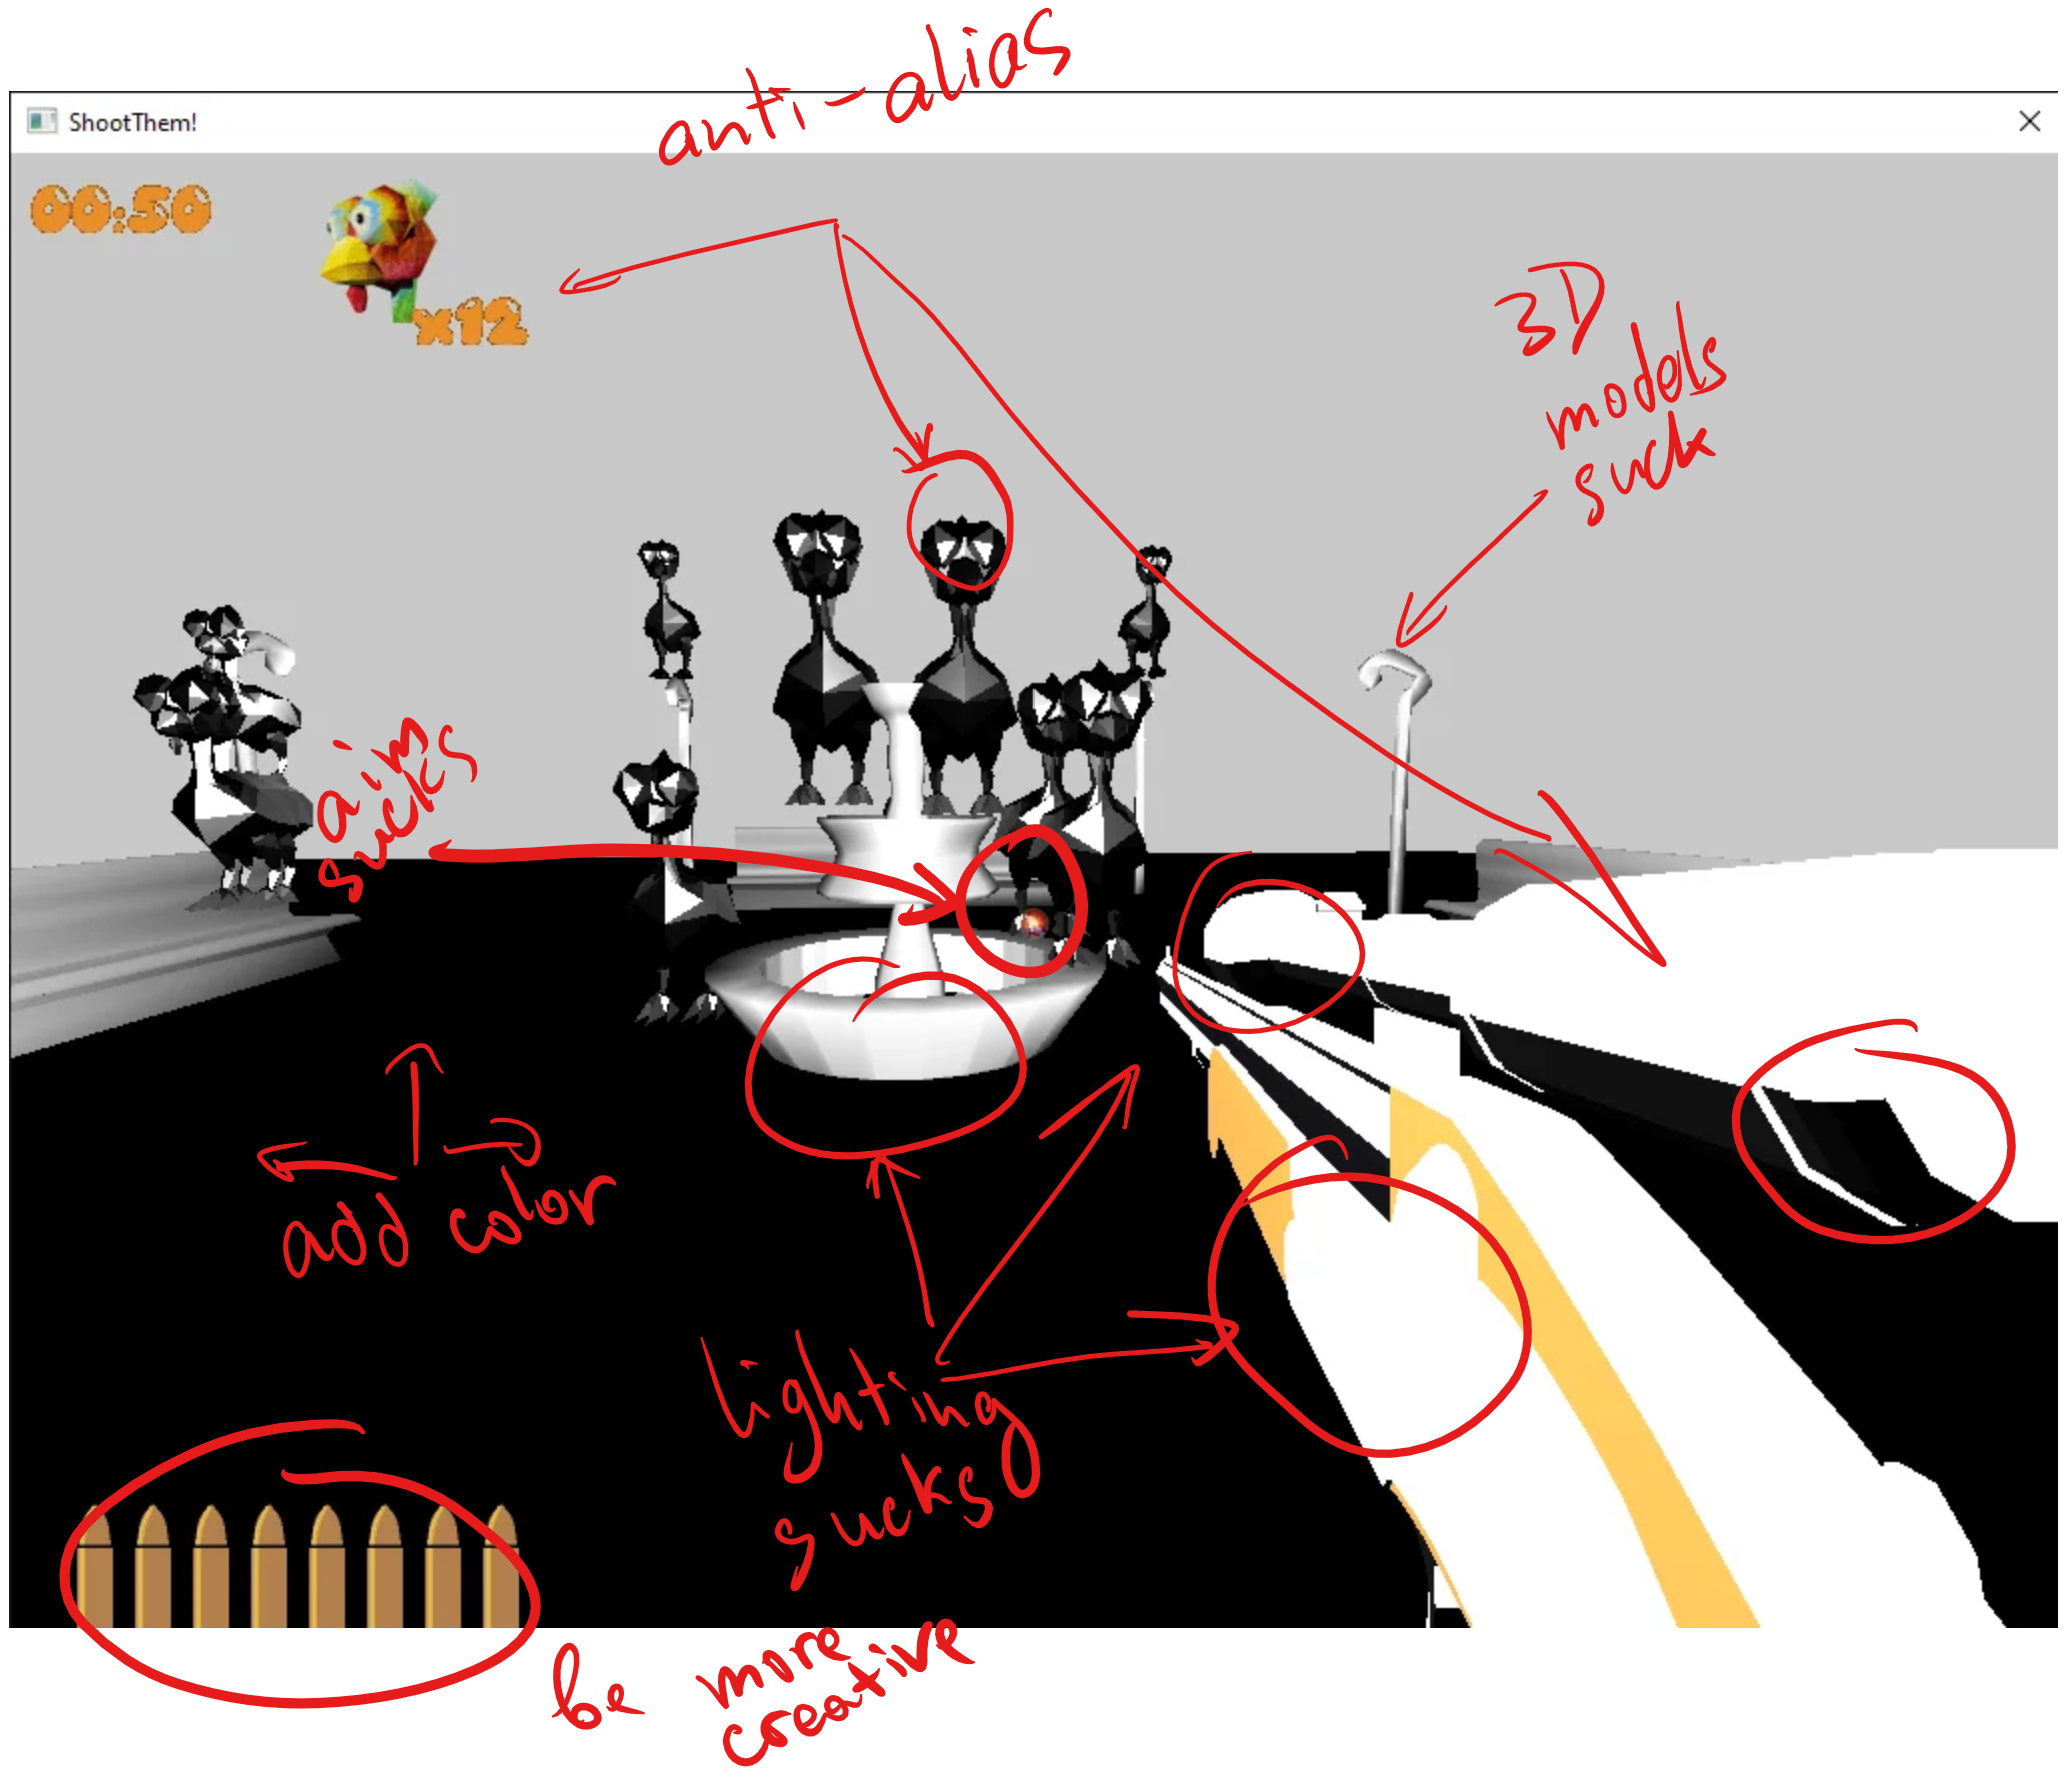 anti-alias
ShootThem!
00:50
x12
3D
models
suck
aim
sucks
add color
lighting
sucks
be more
creative